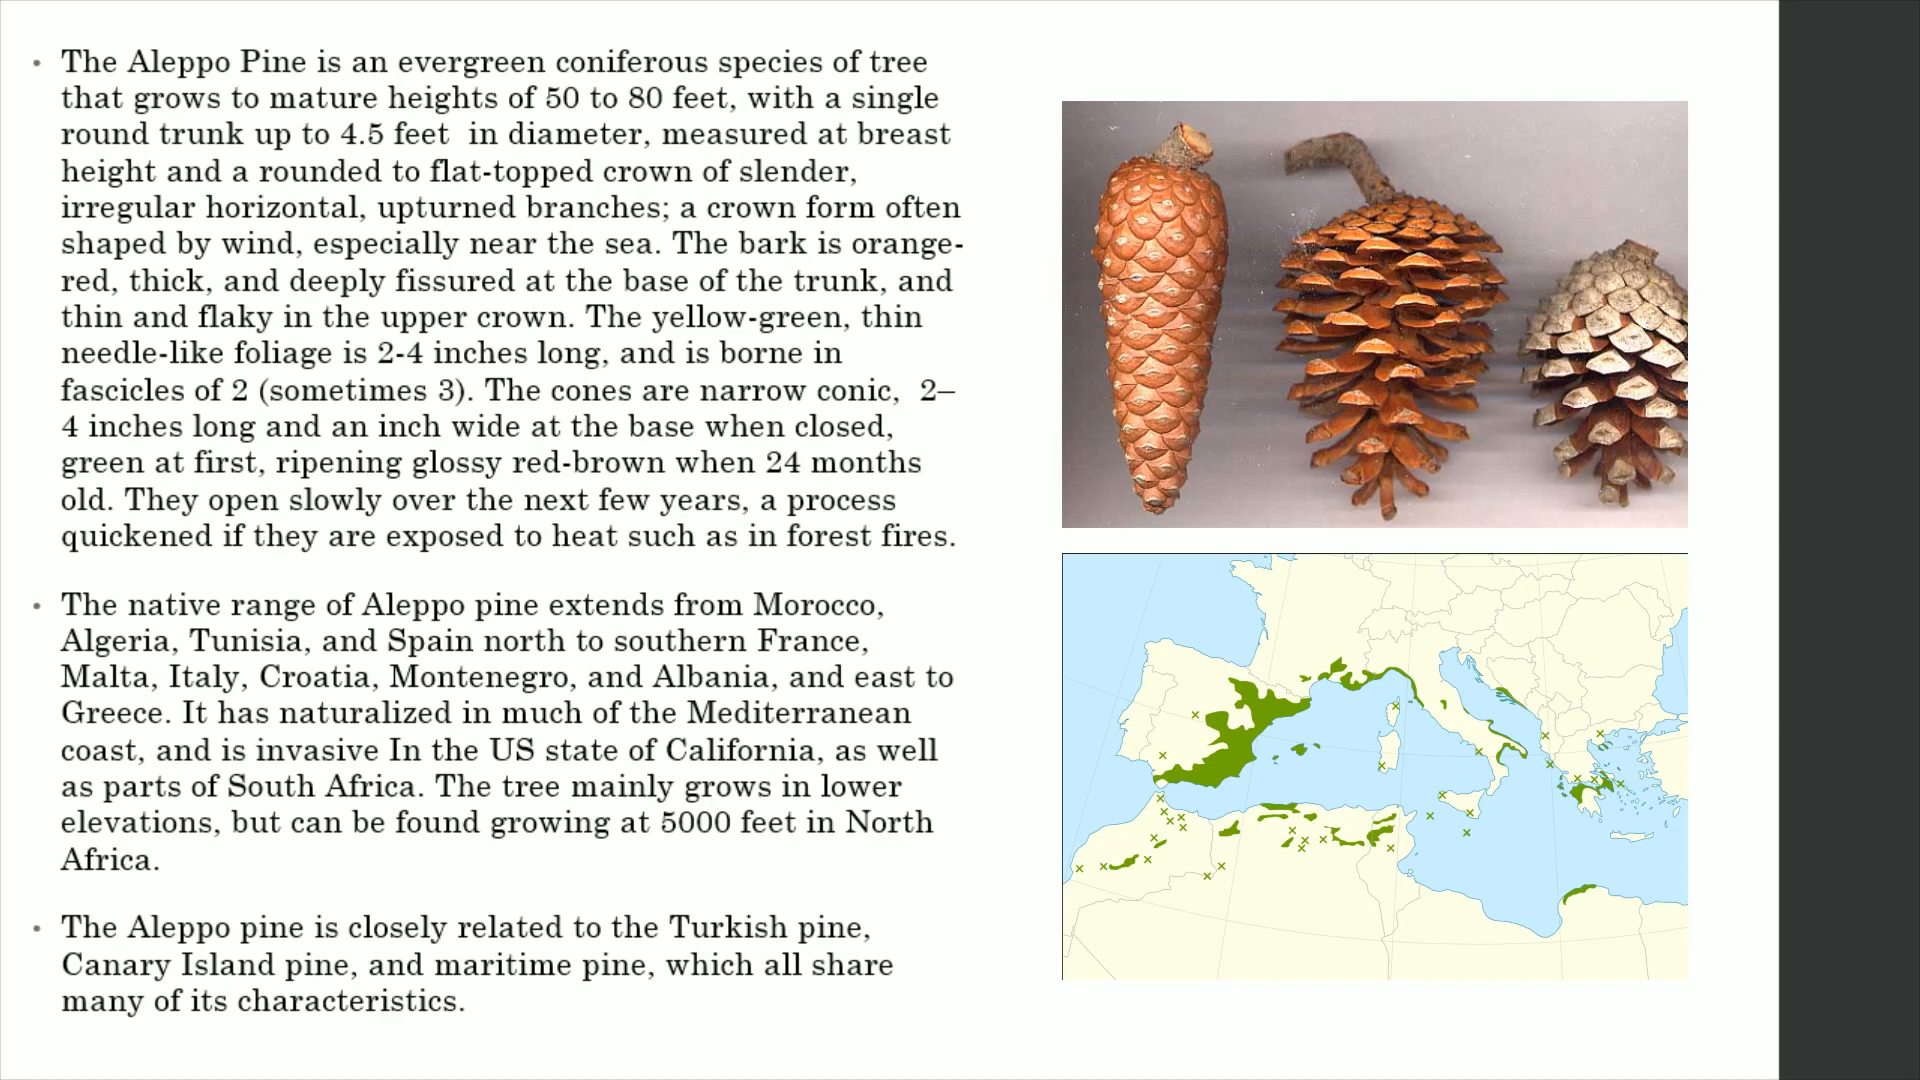 • The Aleppo Pine is an evergreen coniferous species of tree
that grows to mature heights of 50 to 80 feet, with a single
round trunk up to 4.5 feet  in diameter, measured at breast
height and a rounded to flat-topped crown of slender,
irregular horizontal, upturned branches; a crown form often
shaped by wind, especially near the sea. The bark is orange-
red, thick, and deeply fissured at the base of the trunk, and
thin and flaky in the upper crown. The yellow-green, thin
needle-like foliage is 2-4 inches long, and is borne in
fascicles of 2 (sometimes 3). The cones are narrow conic,  2–
4 inches long and an inch wide at the base when closed,
green at first, ripening glossy red-brown when 24 months
old. They open slowly over the next few years, a process
quickened if they are exposed to heat such as in forest fires.
• The native range of Aleppo pine extends from Morocco,
Algeria, Tunisia, and Spain north to southern France,
Malta, Italy, Croatia, Montenegro, and Albania, and east to
Greece. It has naturalized in much of the Mediterranean
coast, and is invasive In the US state of California, as well
as parts of South Africa. The tree mainly grows in lower
elevations, but can be found growing at 5000 feet in North
Africa.
• The Aleppo pine is closely related to the Turkish pine,
Canary Island pine, and maritime pine, which all share
many of its characteristics.